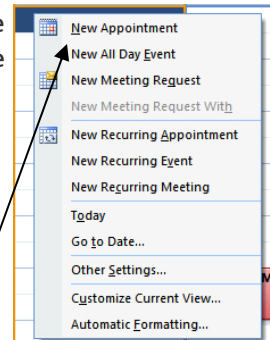 e
e
New Appointment
New All Day Event
New Meeting Request
New Meeting Request With
New Recurring Appointment
New Recurring Event
New Recurring Meeting
Today
Go to Date...
Other Settings...
M
Customize Current View...
Automatic Formatting...